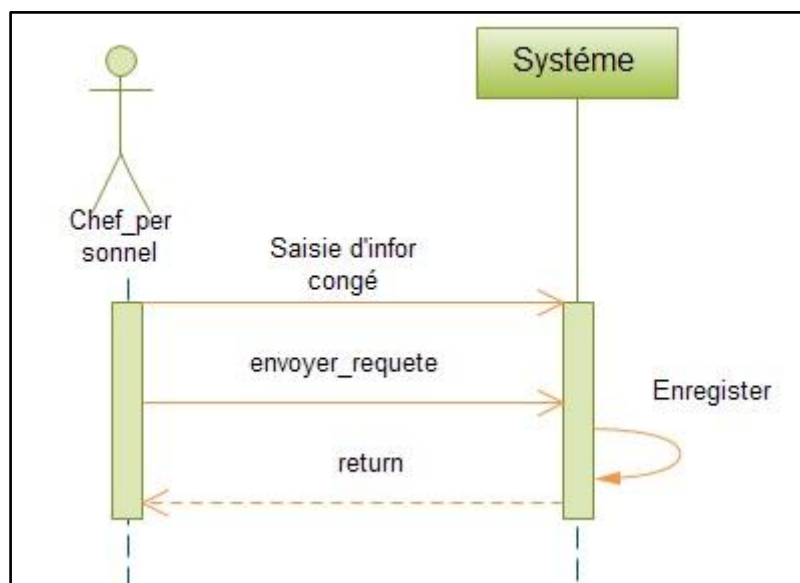 Systéme
Chef_per
sonnel
Saisie d'infor
congé
envoyer_requete
Enregister
return